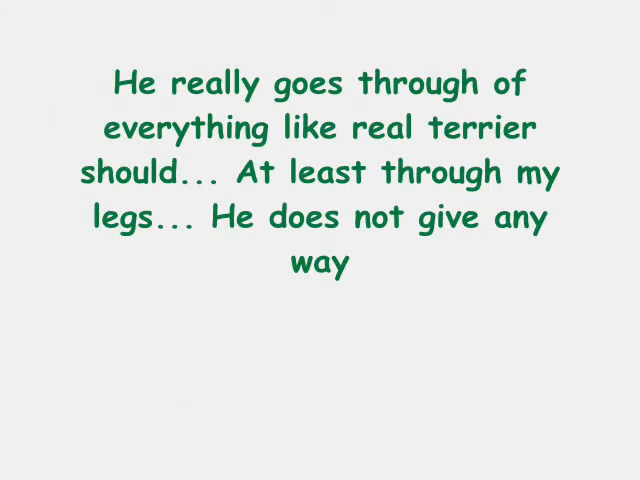 He really goes through of
everything like real terrier
should... At least through my
legs... He does not give any
way